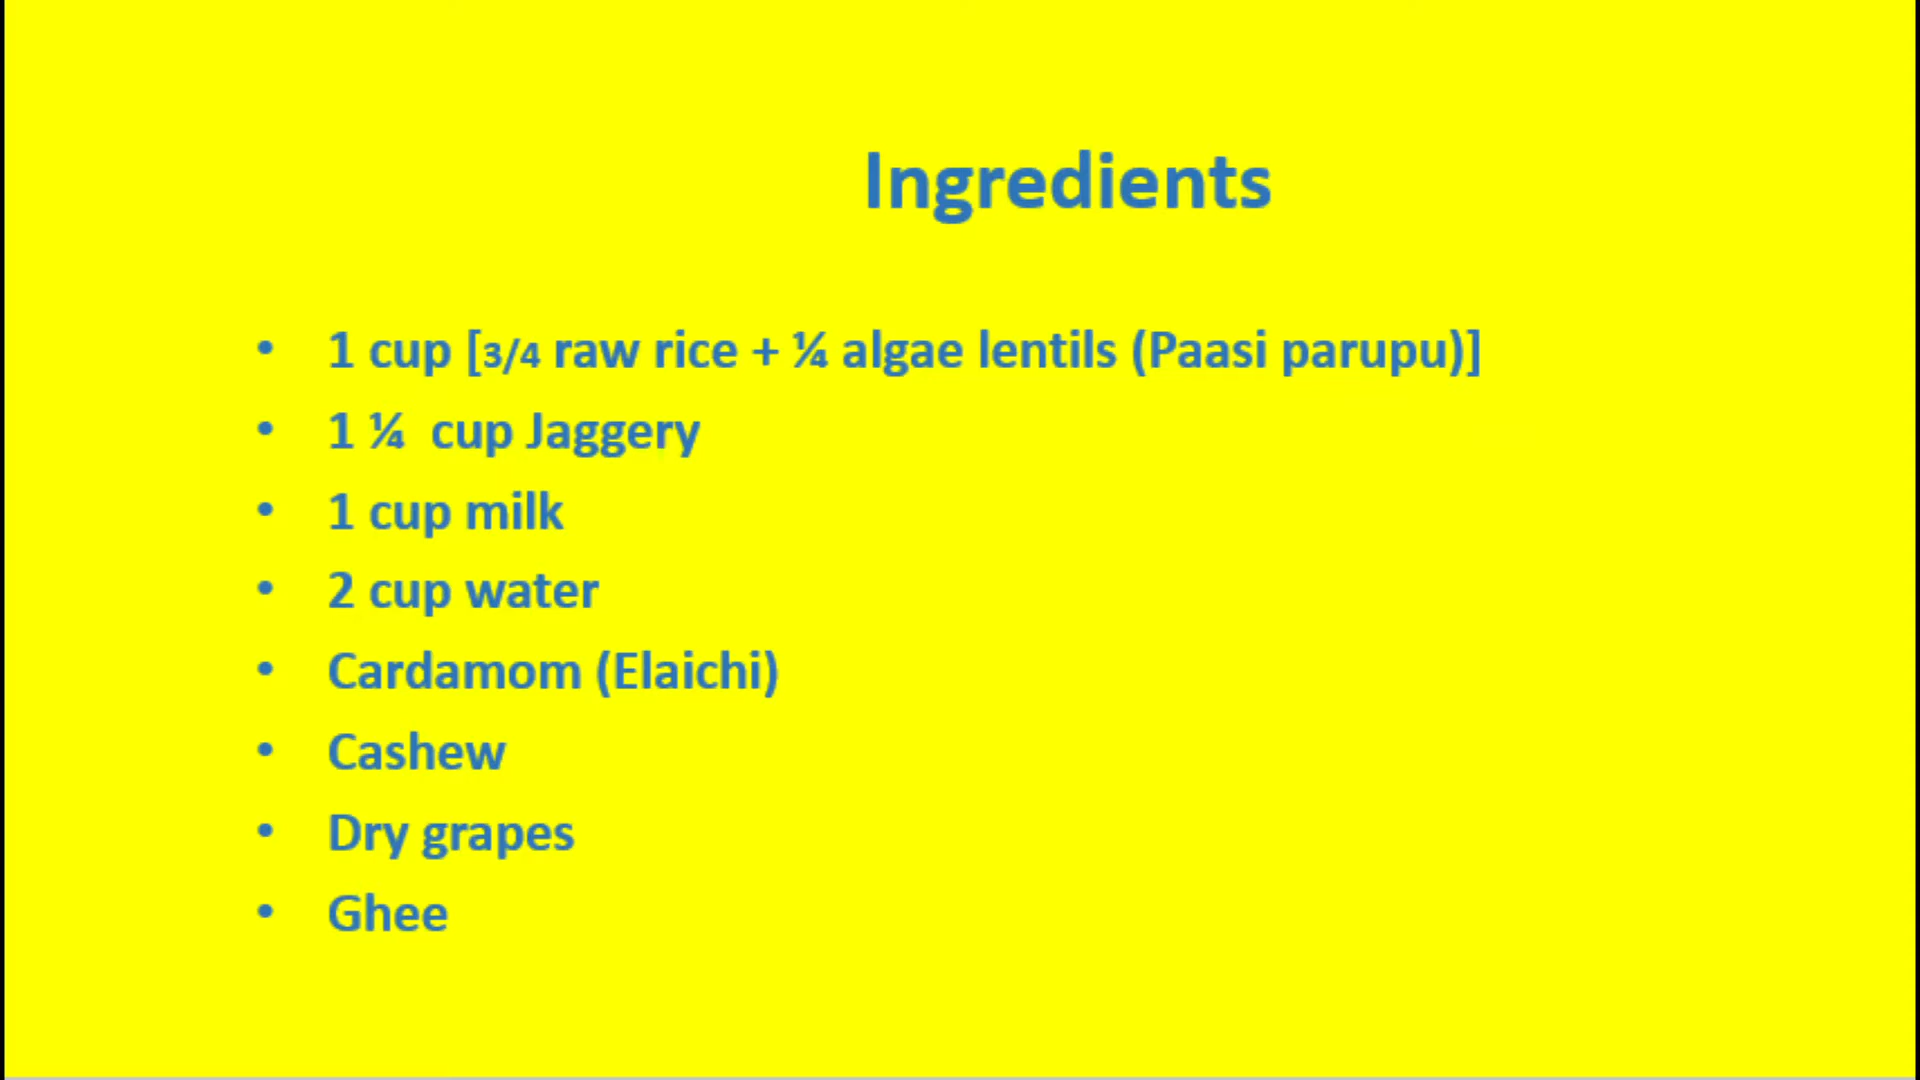 Ingredients
• 1 cup [3/4 raw rice + ¼ algae lentils (Paasi parupu)]
• 1 ¼  cup Jaggery
• 1 cup milk
• 2 cup water
• Cardamom (Elaichi)
• Cashew
• Dry grapes
• Ghee